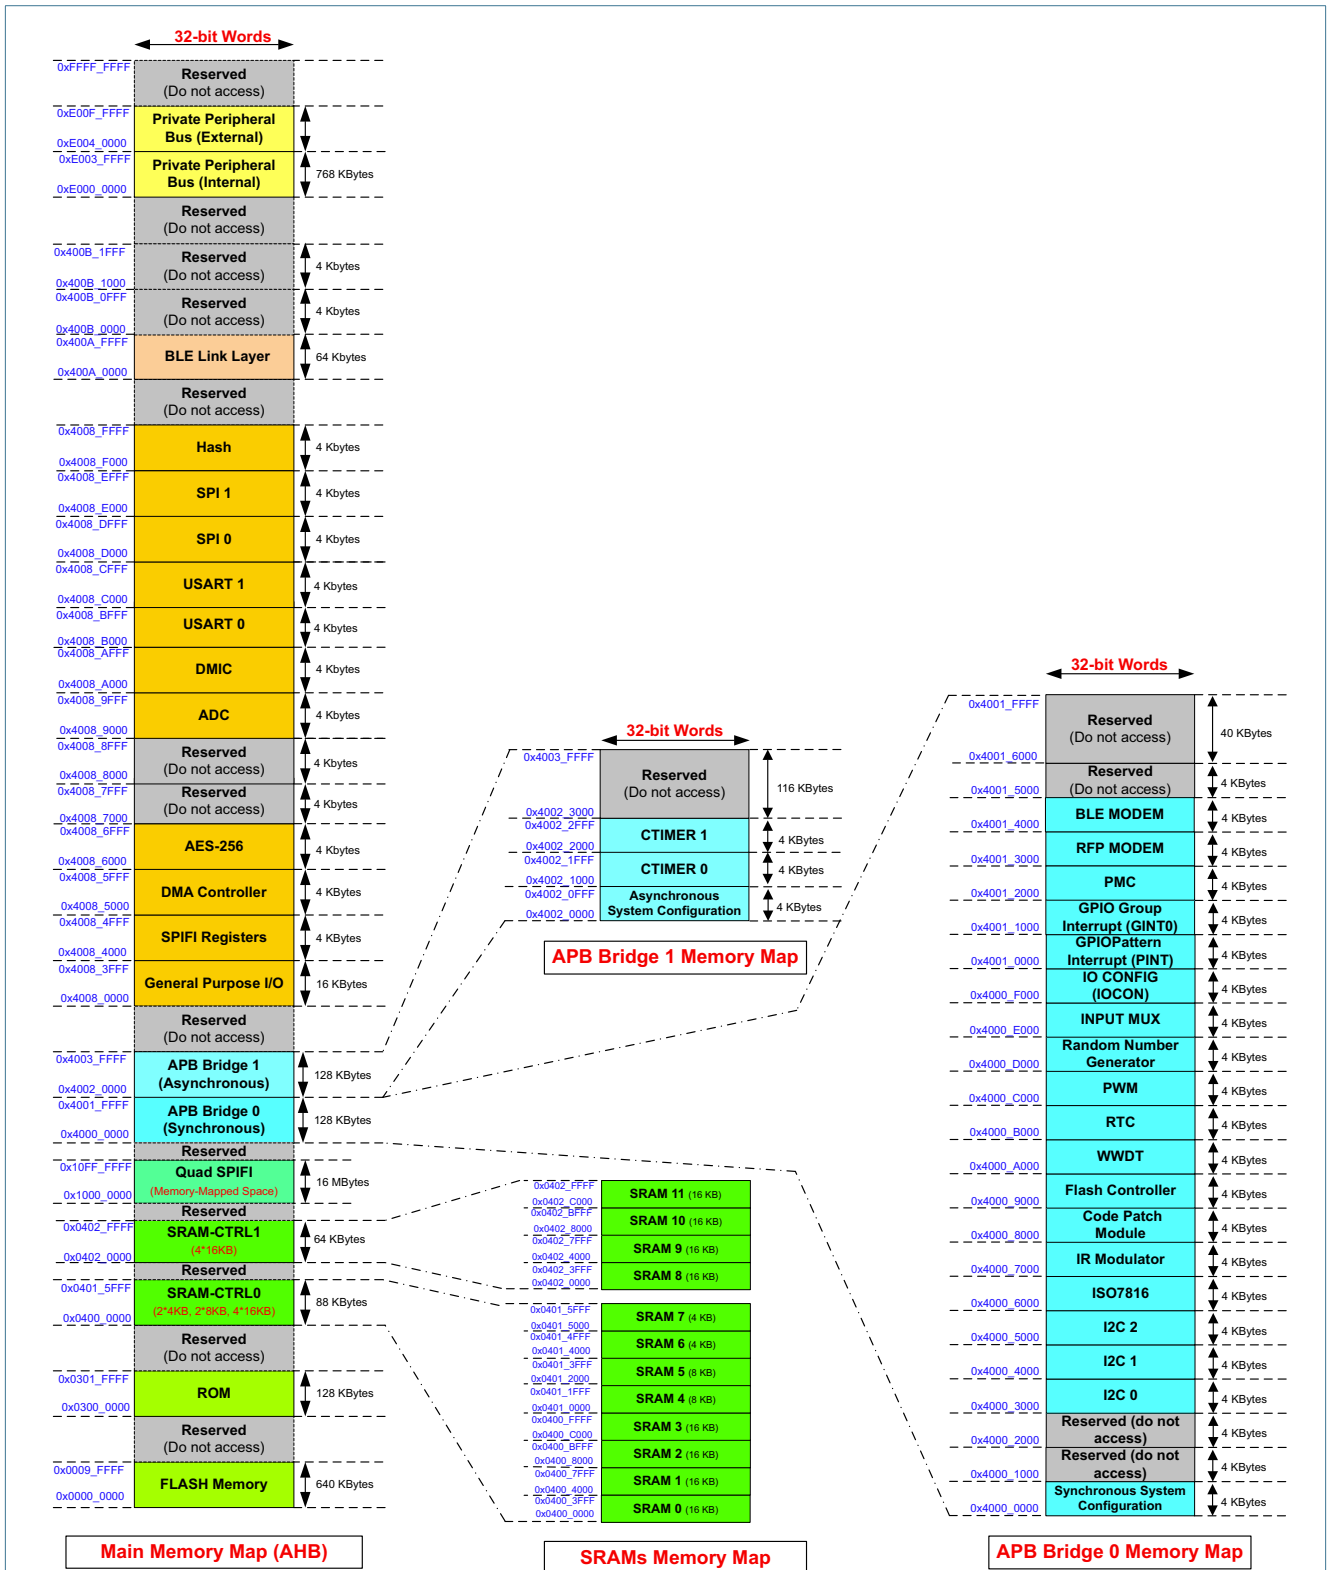 32-bit Words
0xFFFF_FFFF
Reserved
(Do not access)
0xE00F_FFFF
Private Peripheral
Bus (External)
0xE004_0000
0xE003_FFFF
Private Peripheral
Bus (Internal)
768 KBytes
0xE000_0000
Reserved
(Do not access)
0x400B_1FFF
Reserved
(Do not access)
4 Kbytes
0x400B_1000
0x400B_0FFF
Reserved
(Do not access)
4 Kbytes
0x400B_0000
0x400A_FFFF
BLE Link Layer
64 Kbytes
0x400A_0000
Reserved
(Do not access)
0x4008_FFFF
Hash
4 Kbytes
0x4008_F000
0x4008_EFFF
SPI 1
4 Kbytes
0x4008_E000
0x4008_DFFF
SPI 0
4 Kbytes
0x4008_D000
0x4008_CFFF
USART 1
4 Kbytes
0x4008_C000
0x4008_BFFF
USART 0
4 Kbytes
0x4008_B000
0x4008_AFFF
DMIC
4 Kbytes
0x4008_A000
0x4008_9FFF
ADC
4 Kbytes
0x4008_9000
0x4008_8FFF
Reserved
(Do not access)
4 Kbytes
0x4008_8000
0x4008_7FFF
Reserved
(Do not access)
4 Kbytes
0x4008_7000
0x4008_6FFF
AES-256
4 Kbytes
0x4008_6000
0x4008_5FFF
DMA Controller
4 KBytes
0x4008_5000
0x4008_4FFF
SPIFI Registers
4 KBytes
0x4008_4000
0x4008_3FFF
General Purpose I/O
16 KBytes
0x4008_0000
Reserved
(Do not access)
0x4003_FFFF
APB Bridge 1
(Asynchronous)
128 KBytes
0x4002_0000
0x4001_FFFF
APB Bridge 0
(Synchronous)
128 KBytes
0x4000_0000
Reserved
0x10FF_FFFF
Quad SPIFI
(Memory-Mapped Space)
16 MBytes
0x1000_0000
Reserved
0x0402_FFFF
SRAM-CTRL1
(4*16KB)
64 KBytes
0x0402_0000
Reserved
0x0401_5FFF
SRAM-CTRL0
(2*4KB, 2*8KB, 4*16KB)
88 KBytes
0x0400_0000
Reserved
(Do not access)
0x0301_FFFF
ROM
128 KBytes
0x0300_0000
Reserved
(Do not access)
0x0009_FFFF
FLASH Memory
640 KBytes
0x0000_0000
Main Memory Map (AHB)
32-bit Words
0x4003_FFFF
Reserved
(Do not access)
116 KBytes
0x4002_3000
0x4002_2FFF
CTIMER 1
4 KBytes
0x4002_2000
0x4002_1FFF
CTIMER 0
4 KBytes
0x4002_1000
0x4002_0FFF
Asynchronous
System Configuration
4 KBytes
0x4002_0000
APB Bridge 1 Memory Map
0x0402_FFFF
SRAM 11 (16 KB)
0x0402_C000
0x0402_BFFF
SRAM 10 (16 KB)
0x0402_8000
0x0402_7FFF
SRAM 9 (16 KB)
0x0402_4000
0x0402_3FFF
SRAM 8 (16 KB)
0x0402_0000
0x0401_5FFF
SRAM 7 (4 KB)
0x0401_5000
0x0401_4FFF
SRAM 6 (4 KB)
0x0401_4000
0x0401_3FFF
SRAM 5 (8 KB)
0x0401_2000
0x0401_1FFF
SRAM 4 (8 KB)
0x0401_0000
0x0400_FFFF
SRAM 3 (16 KB)
0x0400_C000
0x0400_BFFF
SRAM 2 (16 KB)
0x0400_8000
0x0400_7FFF
SRAM 1 (16 KB)
0x0400_4000
0x0400_3FFF
SRAM 0 (16 KB)
0x0400_0000
SRAMs Memory Map
32-bit Words
0x4001_FFFF
Reserved
(Do not access)
40 KBytes
0x4001_6000
Reserved
(Do not access)
4 KBytes
0x4001_5000
BLE MODEM
4 KBytes
0x4001_4000
RFP MODEM
4 KBytes
0x4001_3000
PMC
4 KBytes
0x4001_2000
GPIO Group
Interrupt (GINT0)
4 KBytes
0x4001_1000
GPIOPattern
Interrupt (PINT)
4 KBytes
0x4001_0000
IO CONFIG
(IOCON)
4 KBytes
0x4000_F000
INPUT MUX
4 KBytes
0x4000_E000
Random Number
Generator
4 KBytes
0x4000_D000
PWM
4 KBytes
0x4000_C000
RTC
4 KBytes
0x4000_B000
WWDT
4 KBytes
0x4000_A000
Flash Controller
4 KBytes
0x4000_9000
Code Patch
Module
4 KBytes
0x4000_8000
IR Modulator
4 KBytes
0x4000_7000
ISO7816
4 KBytes
0x4000_6000
I2C 2
4 KBytes
0x4000_5000
I2C 1
4 KBytes
0x4000_4000
I2C 0
4 KBytes
0x4000_3000
Reserved (do not
access)
4 KBytes
0x4000_2000
Reserved (do not
access)
4 KBytes
0x4000_1000
Synchronous System
Configuration
4 KBytes
0x4000_0000
APB Bridge 0 Memory Map